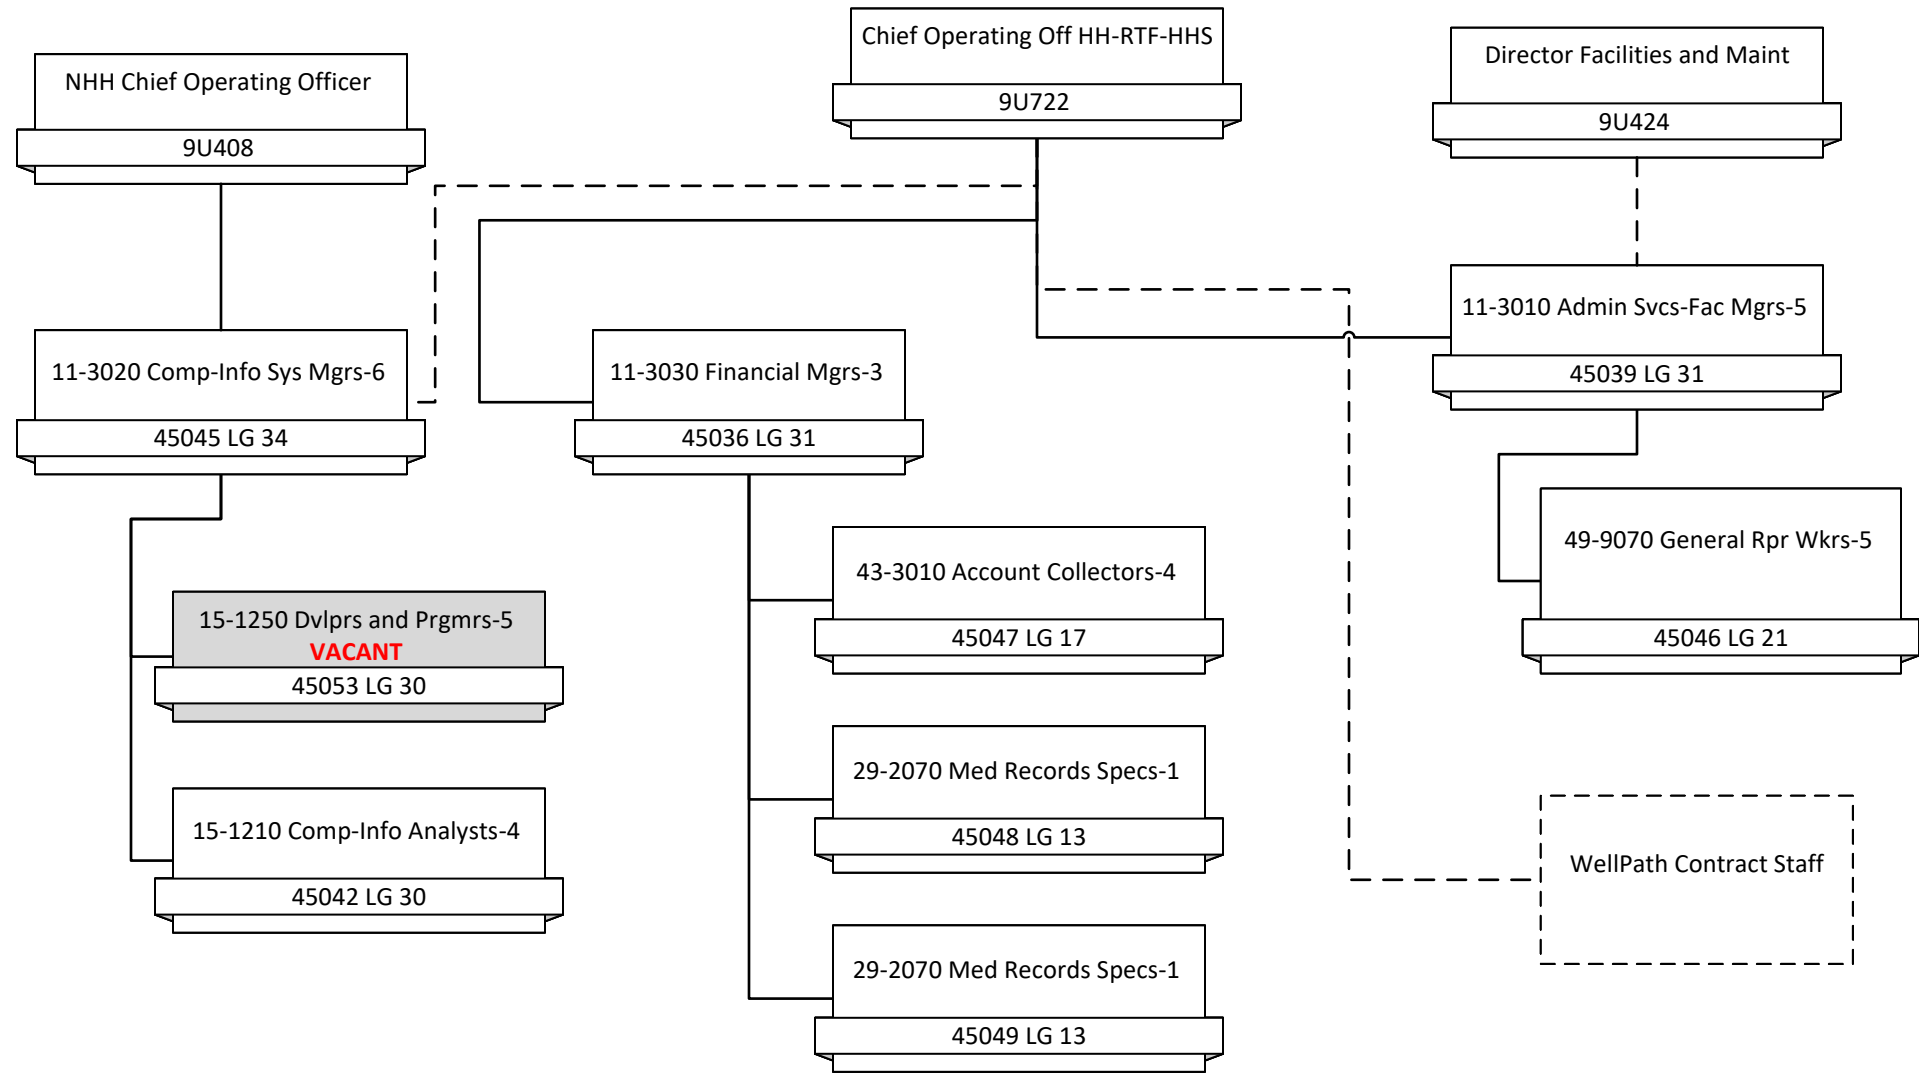 NHH Chief Operating Officer
9U408
Chief Operating Off HH-RTF-HHS
9U722
Director Facilities and Maint
9U424
11-3020 Comp-Info Sys Mgrs-6
45045 LG 34
11-3030 Financial Mgrs-3
45036 LG 31
11-3010 Admin Svcs-Fac Mgrs-5
45039 LG 31
15-1250 Dvlprs and Prgmrs-5
VACANT
45053 LG 30
15-1210 Comp-Info Analysts-4
45042 LG 30
43-3010 Account Collectors-4
45047 LG 17
29-2070 Med Records Specs-1
45048 LG 13
29-2070 Med Records Specs-1
45049 LG 13
49-9070 General Rpr Wkrs-5
45046 LG 21
WellPath Contract Staff